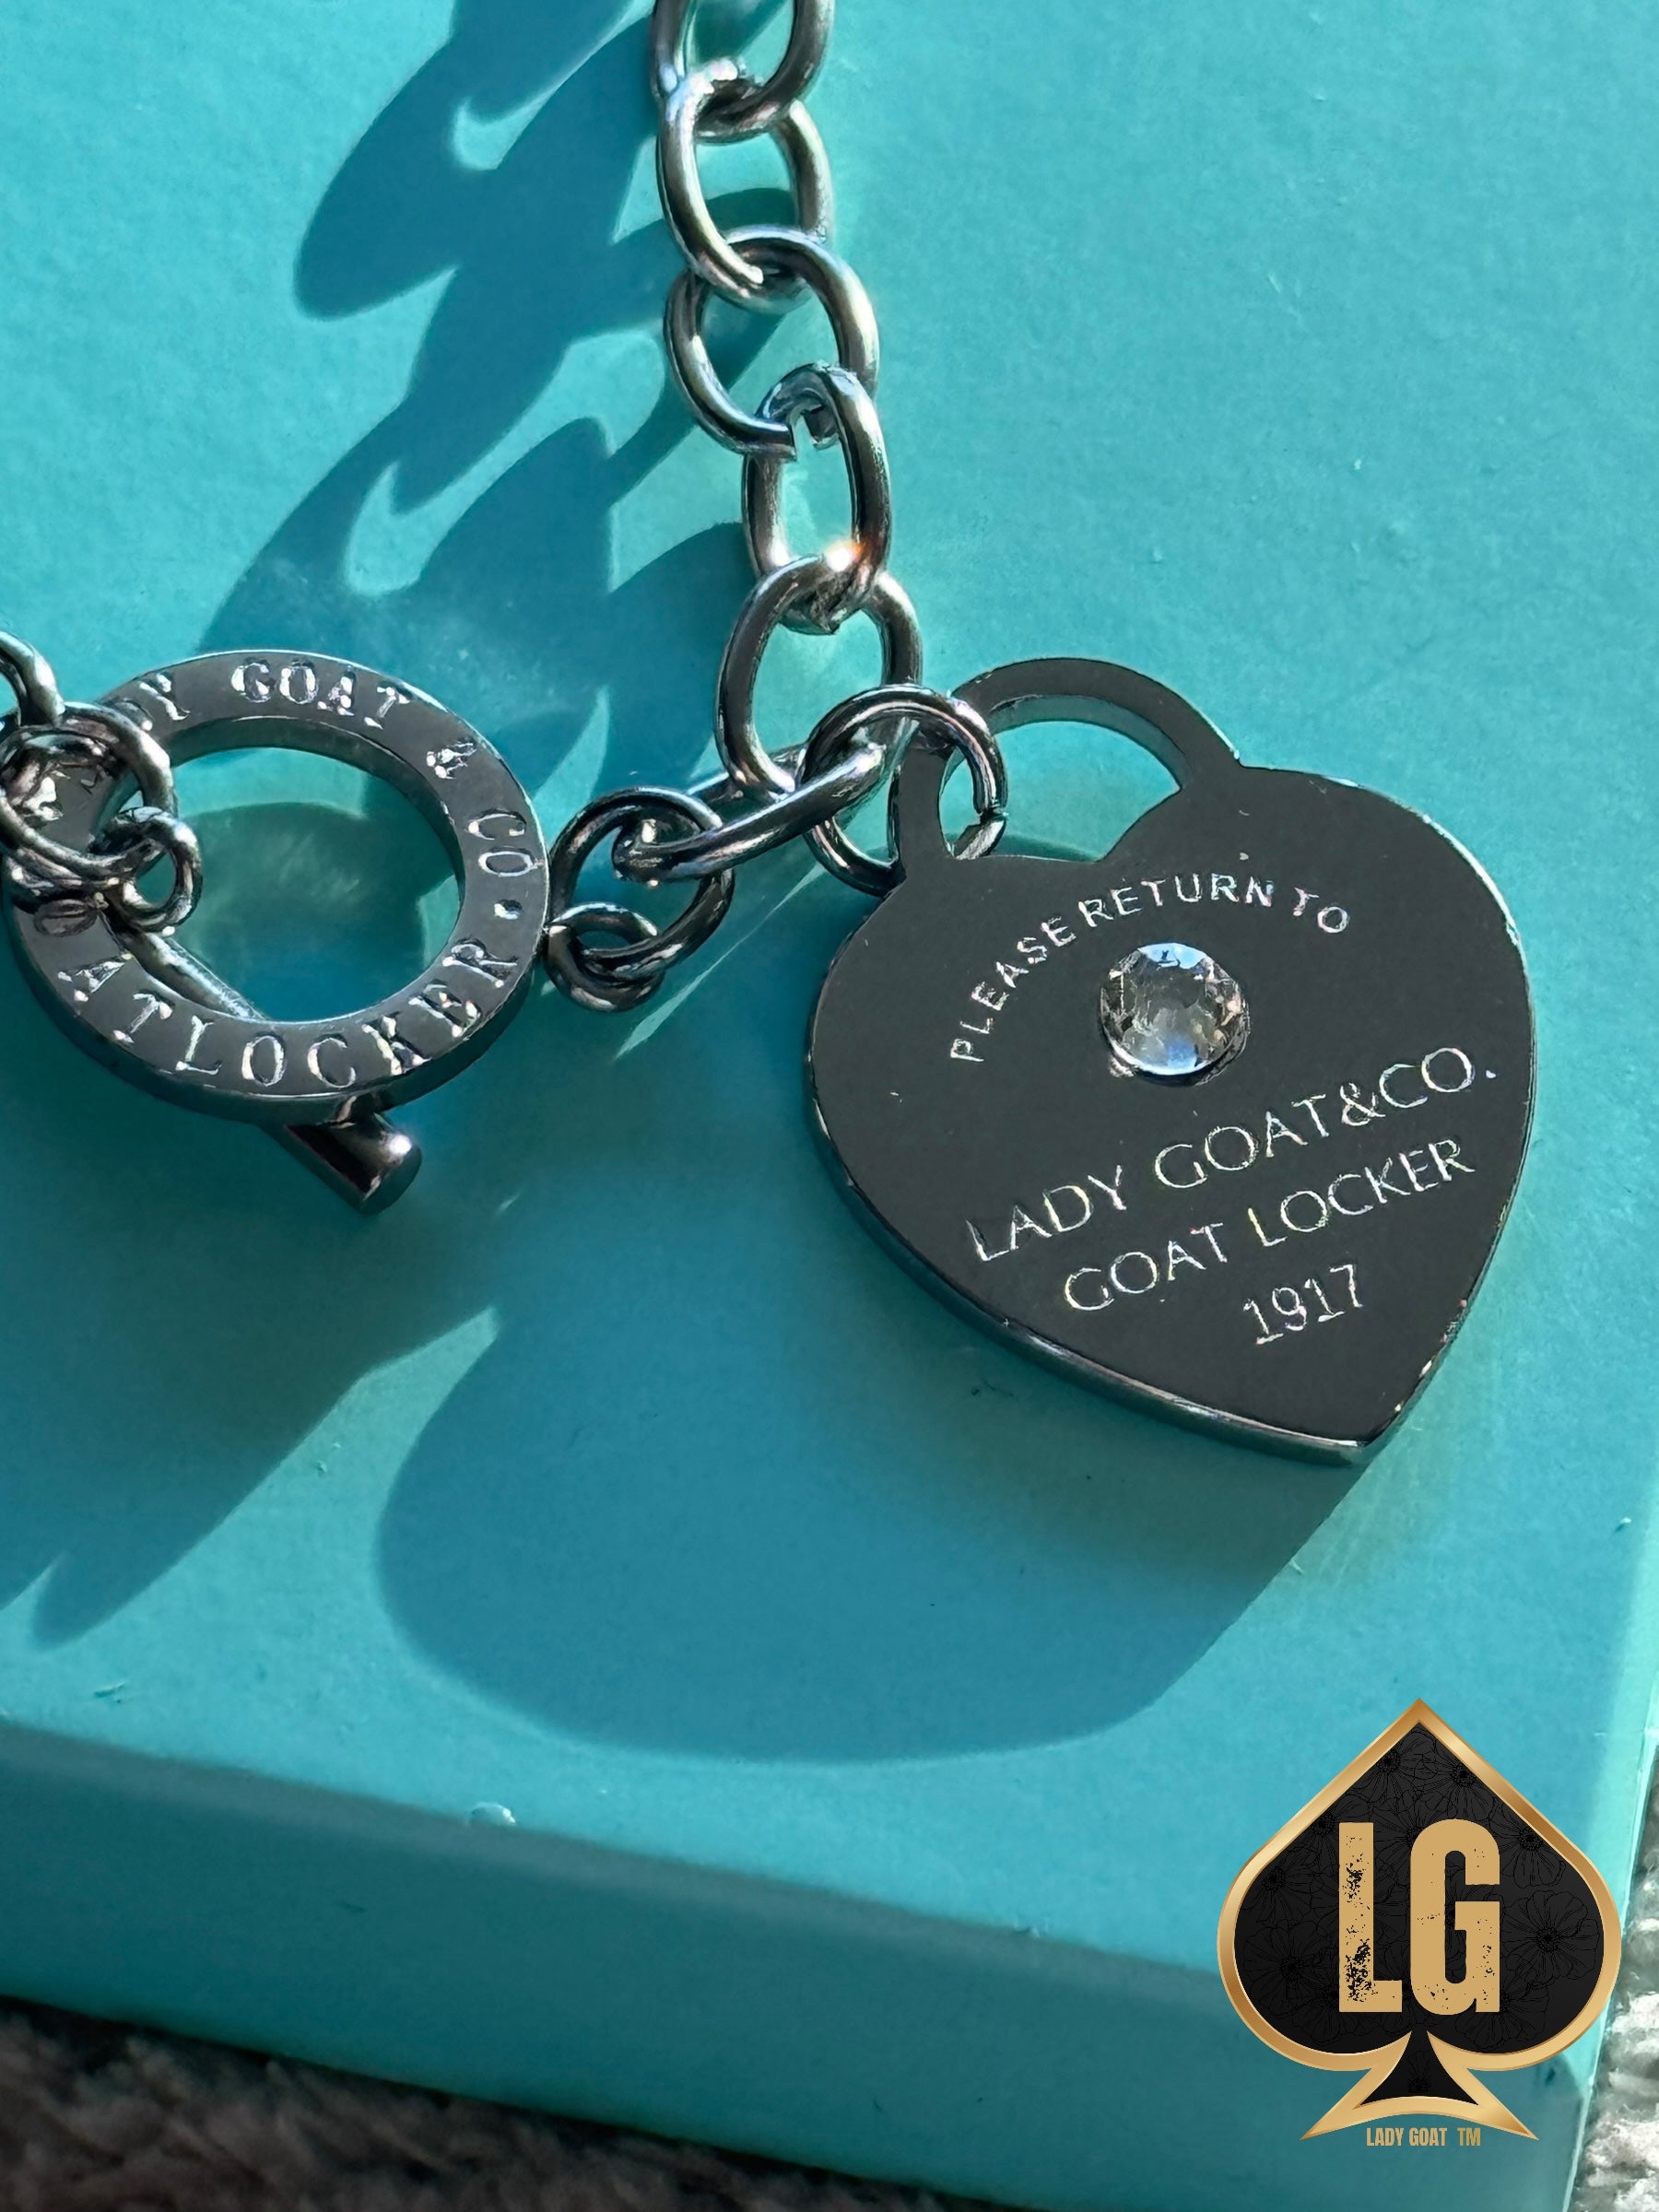 GOAT &
CO.
LOCKER
PLEASE RETURN TO
LADY GOAT&CO.
GOAT LOCKER
1917
LG
LADY GOAT TM